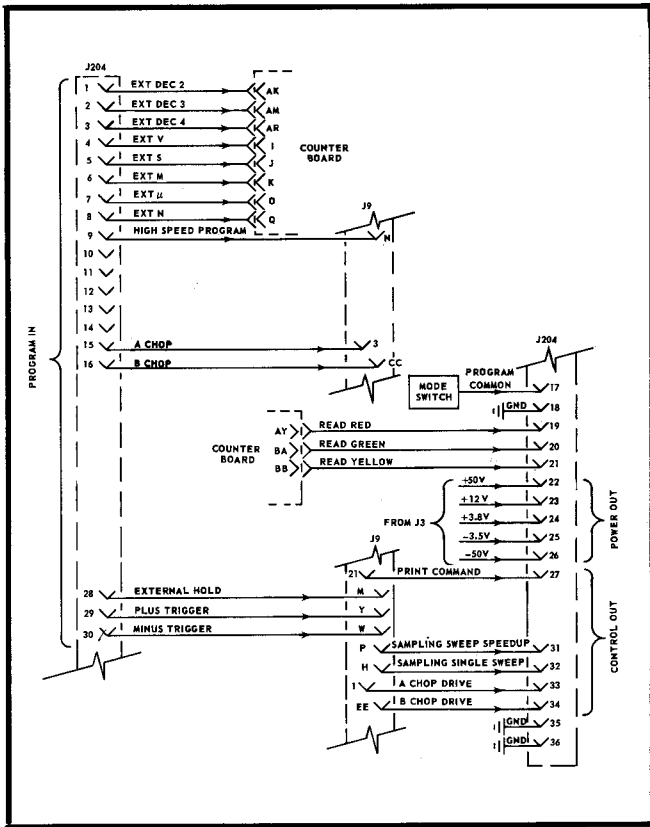 J204
1 EXT DEC 2 AK
2 EXT DEC 3 AM
3 EXT DEC 4 AR
4 EXT V I
5 EXT S J
6 EXT M K
7 EXT μ O
8 EXT N Q
COUNTER
BOARD
J9
9 HIGH SPEED PROGRAM N
10
11
12
13
14
15 A CHOP 3
16 B CHOP CC
PROGRAM IN
J204
MODE
SWITCH
PROGRAM
COMMON 17
GND 18
COUNTER
BOARD
AY READ RED 19
BA READ GREEN 20
BB READ YELLOW 21
FROM J3
+50V 22
+12 V 23
+3.8V 24
-3.5V 25
-50V 26
POWER OUT
J9
21 PRINT COMMAND 27
28 EXTERNAL HOLD M
29 PLUS TRIGGER Y
30 MINUS TRIGGER W
P SAMPLING SWEEP SPEEDUP 31
H SAMPLING SINGLE SWEEP 32
1 A CHOP DRIVE 33
EE B CHOP DRIVE 34
CONTROL OUT
GND 35
GND 36